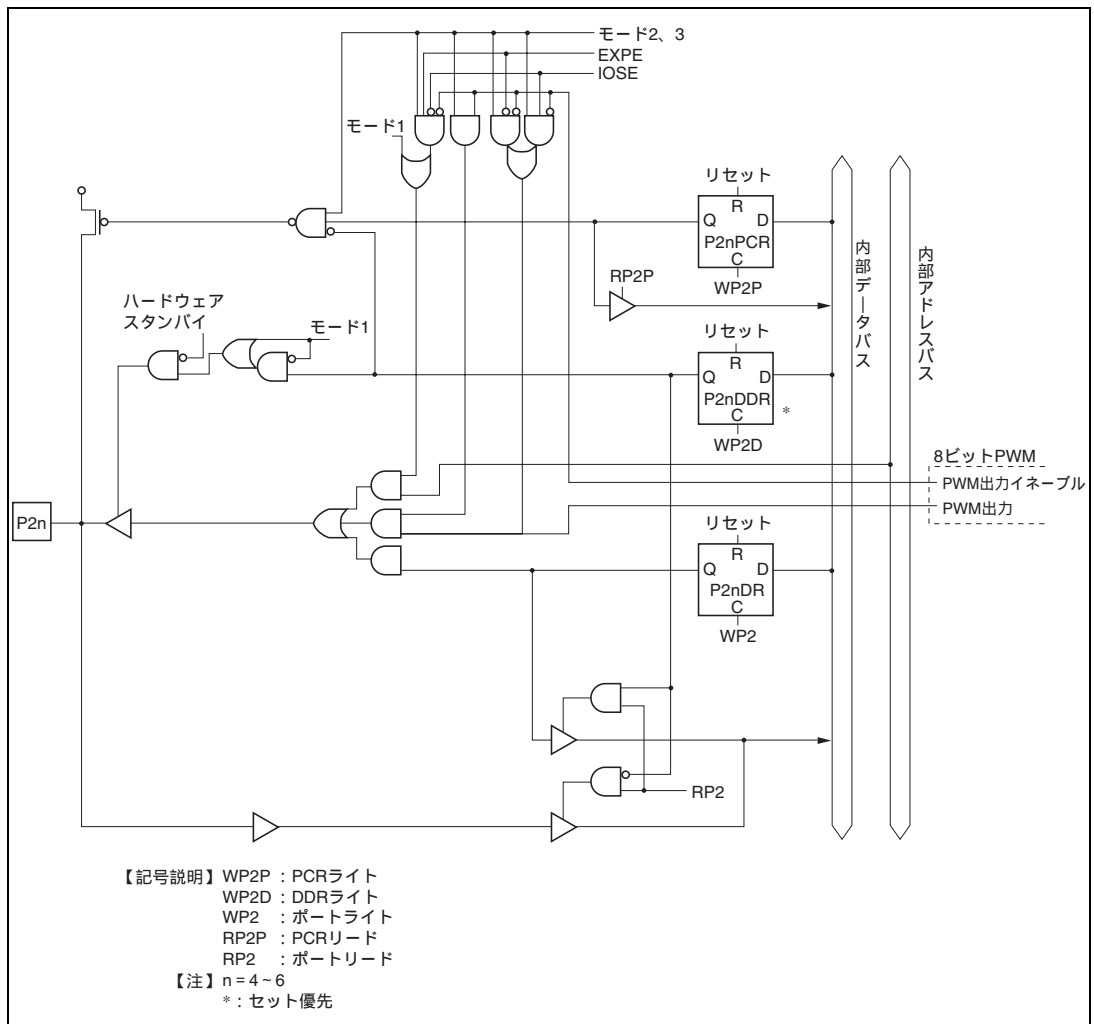 モード2、3
EXPE
IOSE
モード1
リセット
R
Q D
P2nPCR
C
WP2P
RP2P
内部データバス
内部アドレスバス
ハードウェア
スタンバイ
モード1
リセット
R
Q D
P2nDDR
C
*
WP2D
8ビットPWM
PWM出力イネーブル
PWM出力
P2n
リセット
R
Q D
P2nDR
C
WP2
RP2
【記号説明】WP2P :PCRライト
WP2D :DDRライト
WP2 :ポートライト
RP2P :PCRリード
RP2 :ポートリード
【注】n=4~6
*:セット優先